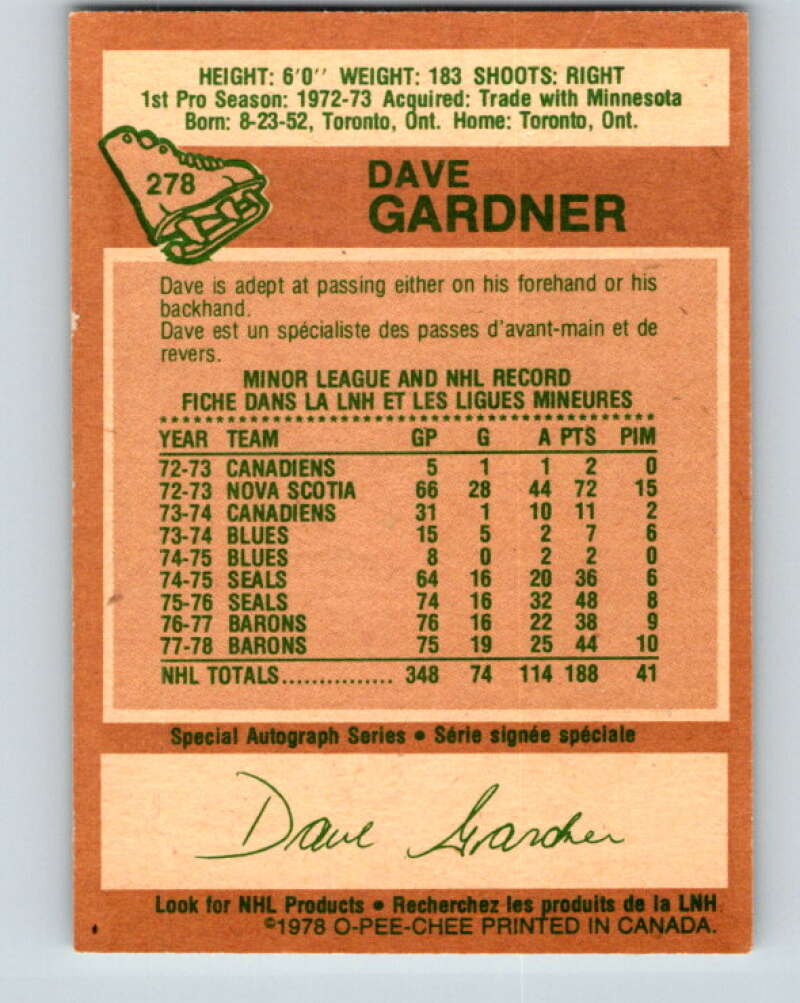 HEIGHT: 6'0'' WEIGHT: 183 SHOOTS: RIGHT
1st Pro Season: 1972-73 Acquired: Trade with Minnesota
Born: 8-23-52, Toronto, Ont. Home: Toronto, Ont.
278
DAVE
GARDNER
Dave is adept at passing either on his forehand or his
backhand.
Dave est un spécialiste des passes d'avant-main et de
revers.
MINOR LEAGUE AND NHL RECORD
FICHE DANS LA LNH ET LES LIGUES MINEURES
YEAR TEAM GP G A PTS PIM
72-73 CANADIENS 5 1 1 2 0
72-73 NOVA SCOTIA 66 28 44 72 15
73-74 CANADIENS 31 1 10 11 2
73-74 BLUES 15 5 2 7 6
74-75 BLUES 8 0 2 2 0
74-75 SEALS 64 16 20 36 6
75-76 SEALS 74 16 32 48 8
76-77 BARONS 76 16 22 38 9
77-78 BARONS 75 19 25 44 10
NHL TOTALS............... 348 74 114 188 41
Special Autograph Series • Série signée spéciale
Dave Gardner
Look for NHL Products • Recherchez les produits de la LNH
©1978 O-PEE-CHEE PRINTED IN CANADA.